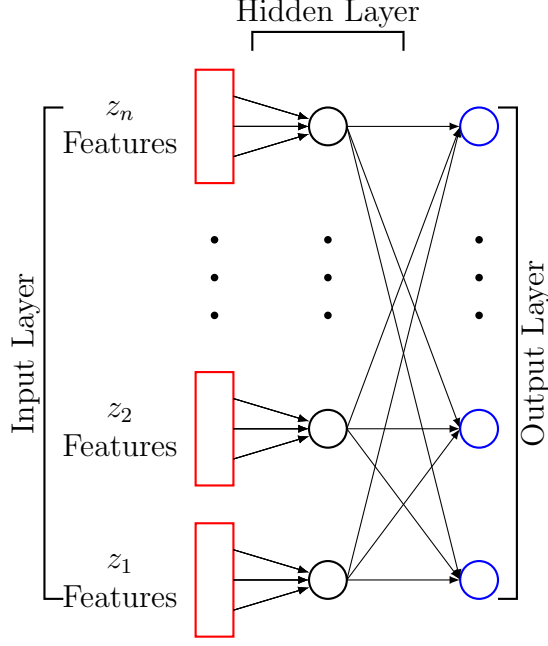 Hidden Layer
Input Layer
$z_n$
Features
$z_2$
Features
$z_1$
Features
Output Layer